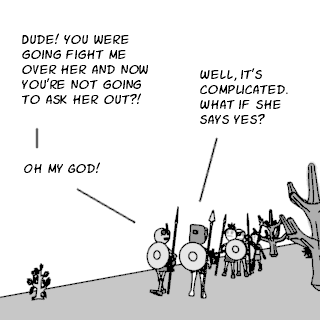 DUDE! YOU WERE
GOING FIGHT ME
OVER HER AND NOW
YOU'RE NOT GOING
TO ASK HER OUT?!
OH MY GOD!
WELL, IT'S
COMPLICATED.
WHAT IF SHE
SAYS YES?